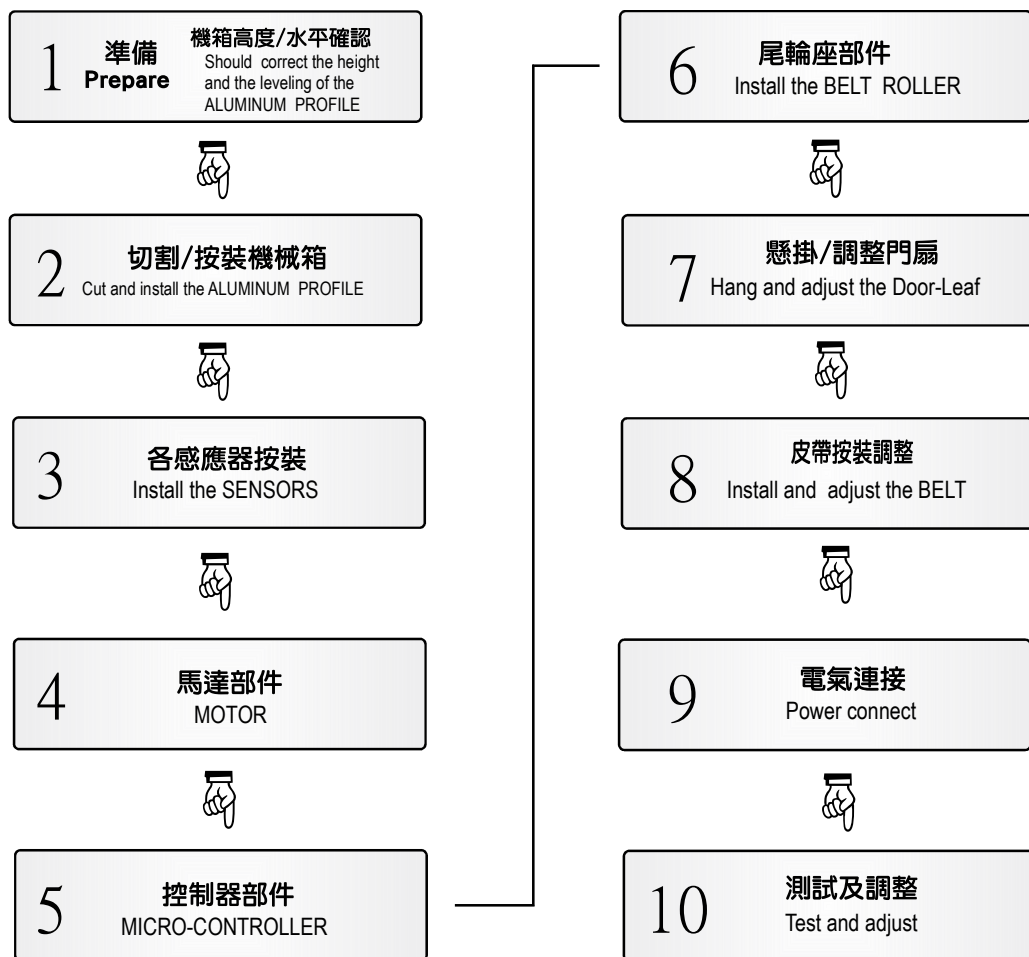 1
準備
Prepare
機箱高度/水平確認
Should correct the height
and the leveling of the
ALUMINUM PROFILE
2
切割/按裝機械箱
Cut and install the ALUMINUM PROFILE
3
各感應器按裝
Install the SENSORS
4
馬達部件
MOTOR
5
控制器部件
MICRO-CONTROLLER
6
尾輪座部件
Install the BELT ROLLER
7
懸掛/調整門扇
Hang and adjust the Door-Leaf
8
皮帶按裝調整
Install and adjust the BELT
9
電氣連接
Power connect
10
測試及調整
Test and adjust